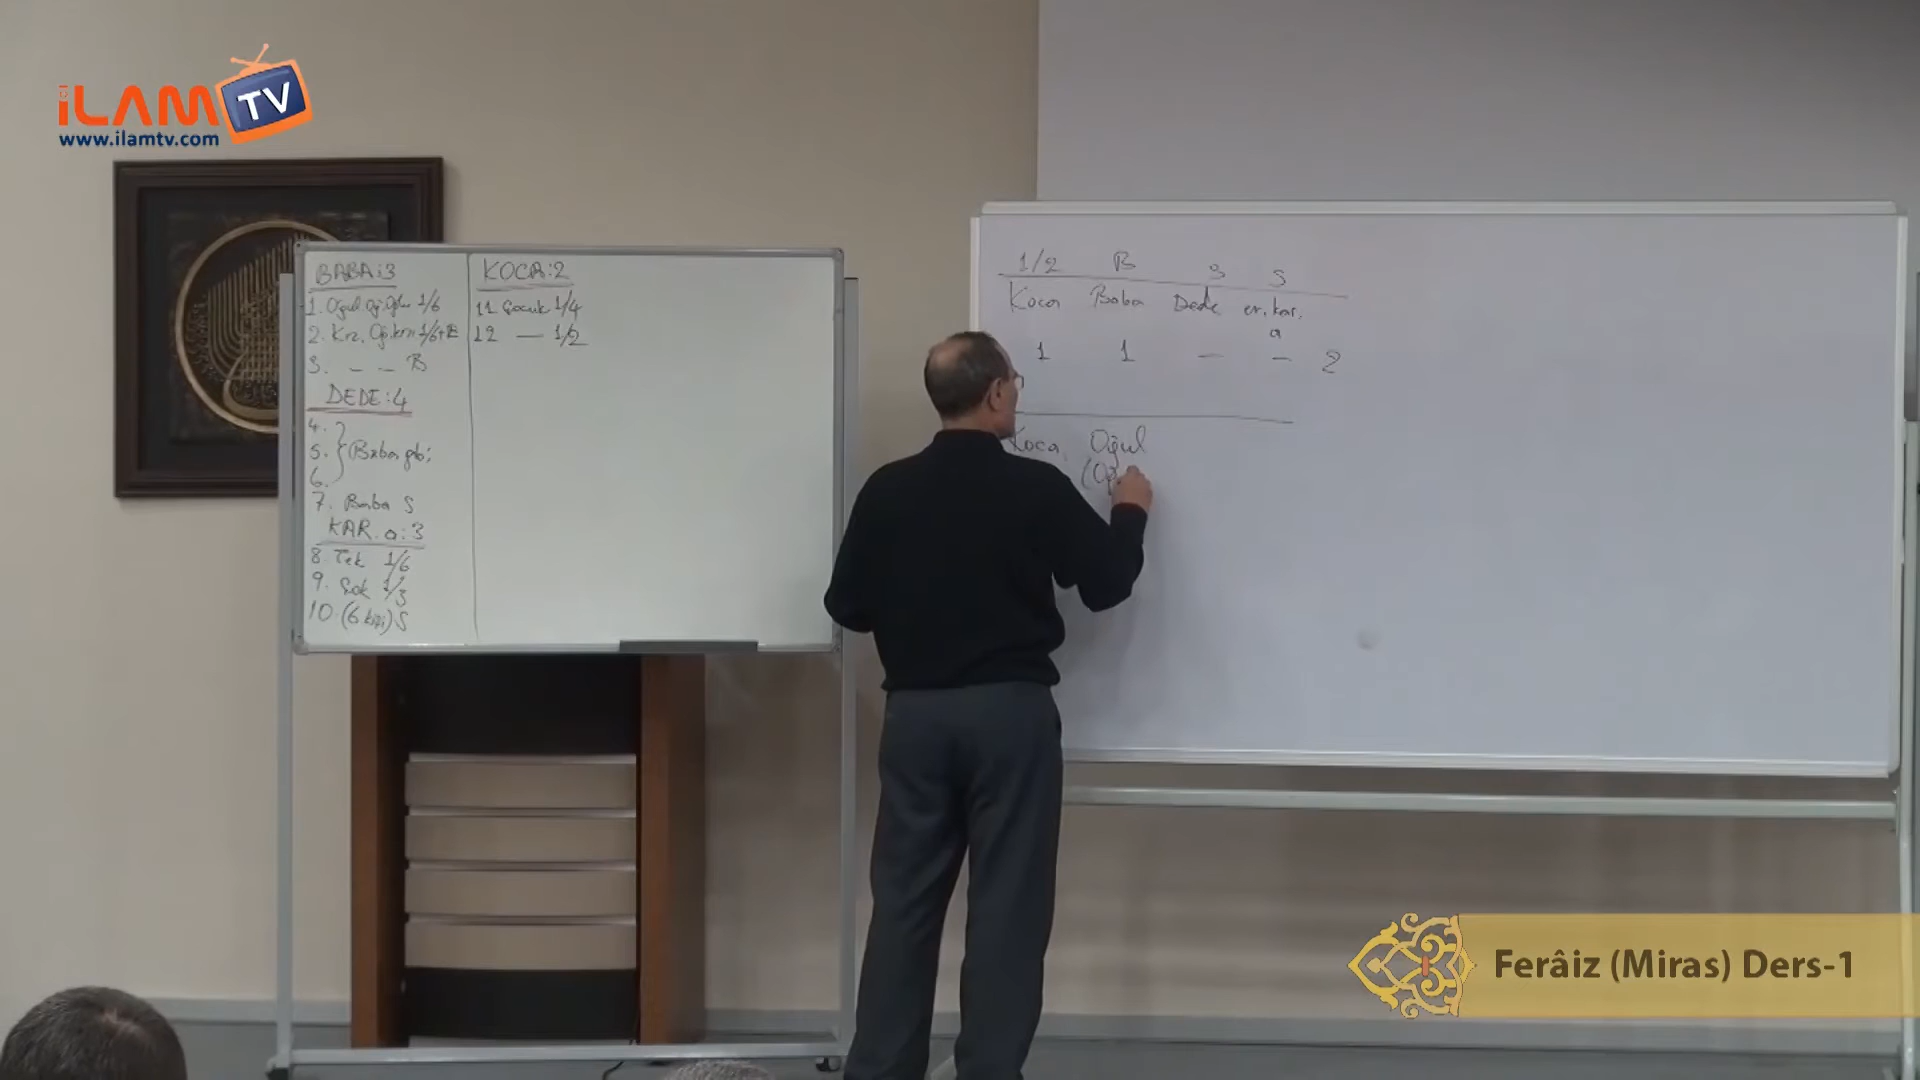 iLAM TV
www.ilamtv.com
BABA:3
1. Oğul Oğ.Oğlu 1/6
2. Kız, Oğ.kızı 1/6+B
3. _ _ B
DEDE:4
4.
5. } Baba gibi
6.
7. Baba S
KAR. a:3
8. Tek 1/6
9. Çok 1/3
10. (6 kişi) S
KOCA:2
11 Çocuk 1/4
12 — 1/2
1/2 B S S
Koca Baba Dede er.kar.
a
1 1 — – 2
Koca Oğul
(Oğ
Ferâiz (Miras) Ders-1